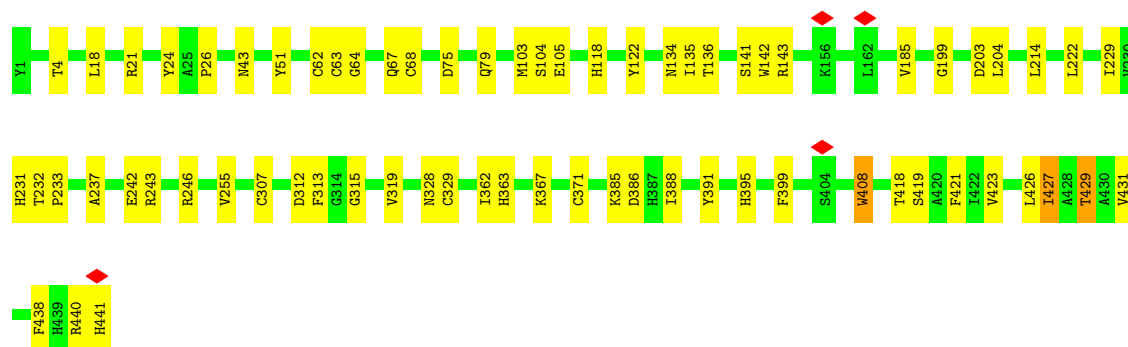 Y1 T4 L18 R21 Y24 A25 P26 N43 Y51 C62 C63 G64 Q67 C68 D75 Q79 M103 S104 E105 H118 Y122 N134 I135 T136 S141 W142 R143 K156 L162 V185 G199 D203 L204 L214 L222 I229 V230
H231 T232 P233 A237 E242 R243 R246 V255 C307 D312 F313 G314 G315 V319 N328 C329 I362 H363 K367 C371 K385 D386 H387 I388 Y391 H395 F399 S404 W408 T418 S419 A420 F421 I422 V423 L426 I427 A428 T429 A430 V431
F438 H439 R440 H441